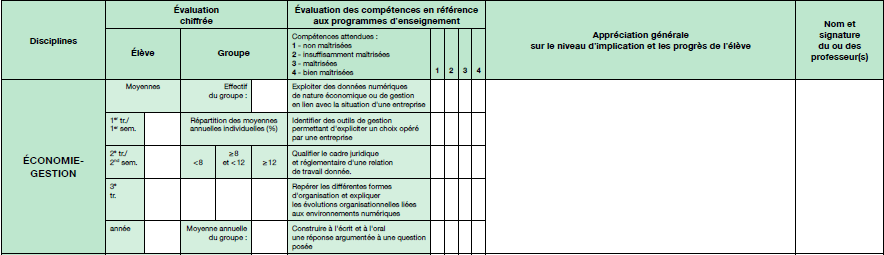 Disciplines
Évaluation
chiffrée
Élève
Groupe
Évaluation des compétences en référence
aux programmes d'enseignement
Compétences attendues :
1 - non maîtrisées
2 - insuffisamment maîtrisées
3 - maîtrisées
4 - bien maîtrisées
1 2 3 4
Appréciation générale
sur le niveau d'implication et les progrès de l'élève
Nom et
signature
du ou des
professeur(s)
ÉCONOMIE-
GESTION
Moyennes
Effectif
du groupe :
Exploiter des données numériques
de nature économique ou de gestion
en lien avec la situation d'une entreprise
1er tr./
1er sem.
Répartition des moyennes
annuelles individuelles (%)
Identifier des outils de gestion
permettant d'expliciter un choix opéré
par une entreprise
2e tr./
2nd sem.
<8
≥8
et <12
≥12
Qualifier le cadre juridique
et réglementaire d'une relation
de travail donnée.
3e
tr.
Repérer les différentes formes
d'organisation et expliquer
les évolutions organisationnelles liées
aux environnements numériques
année
Moyenne annuelle
du groupe :
Construire à l'écrit et à l'oral
une réponse argumentée à une question
posée